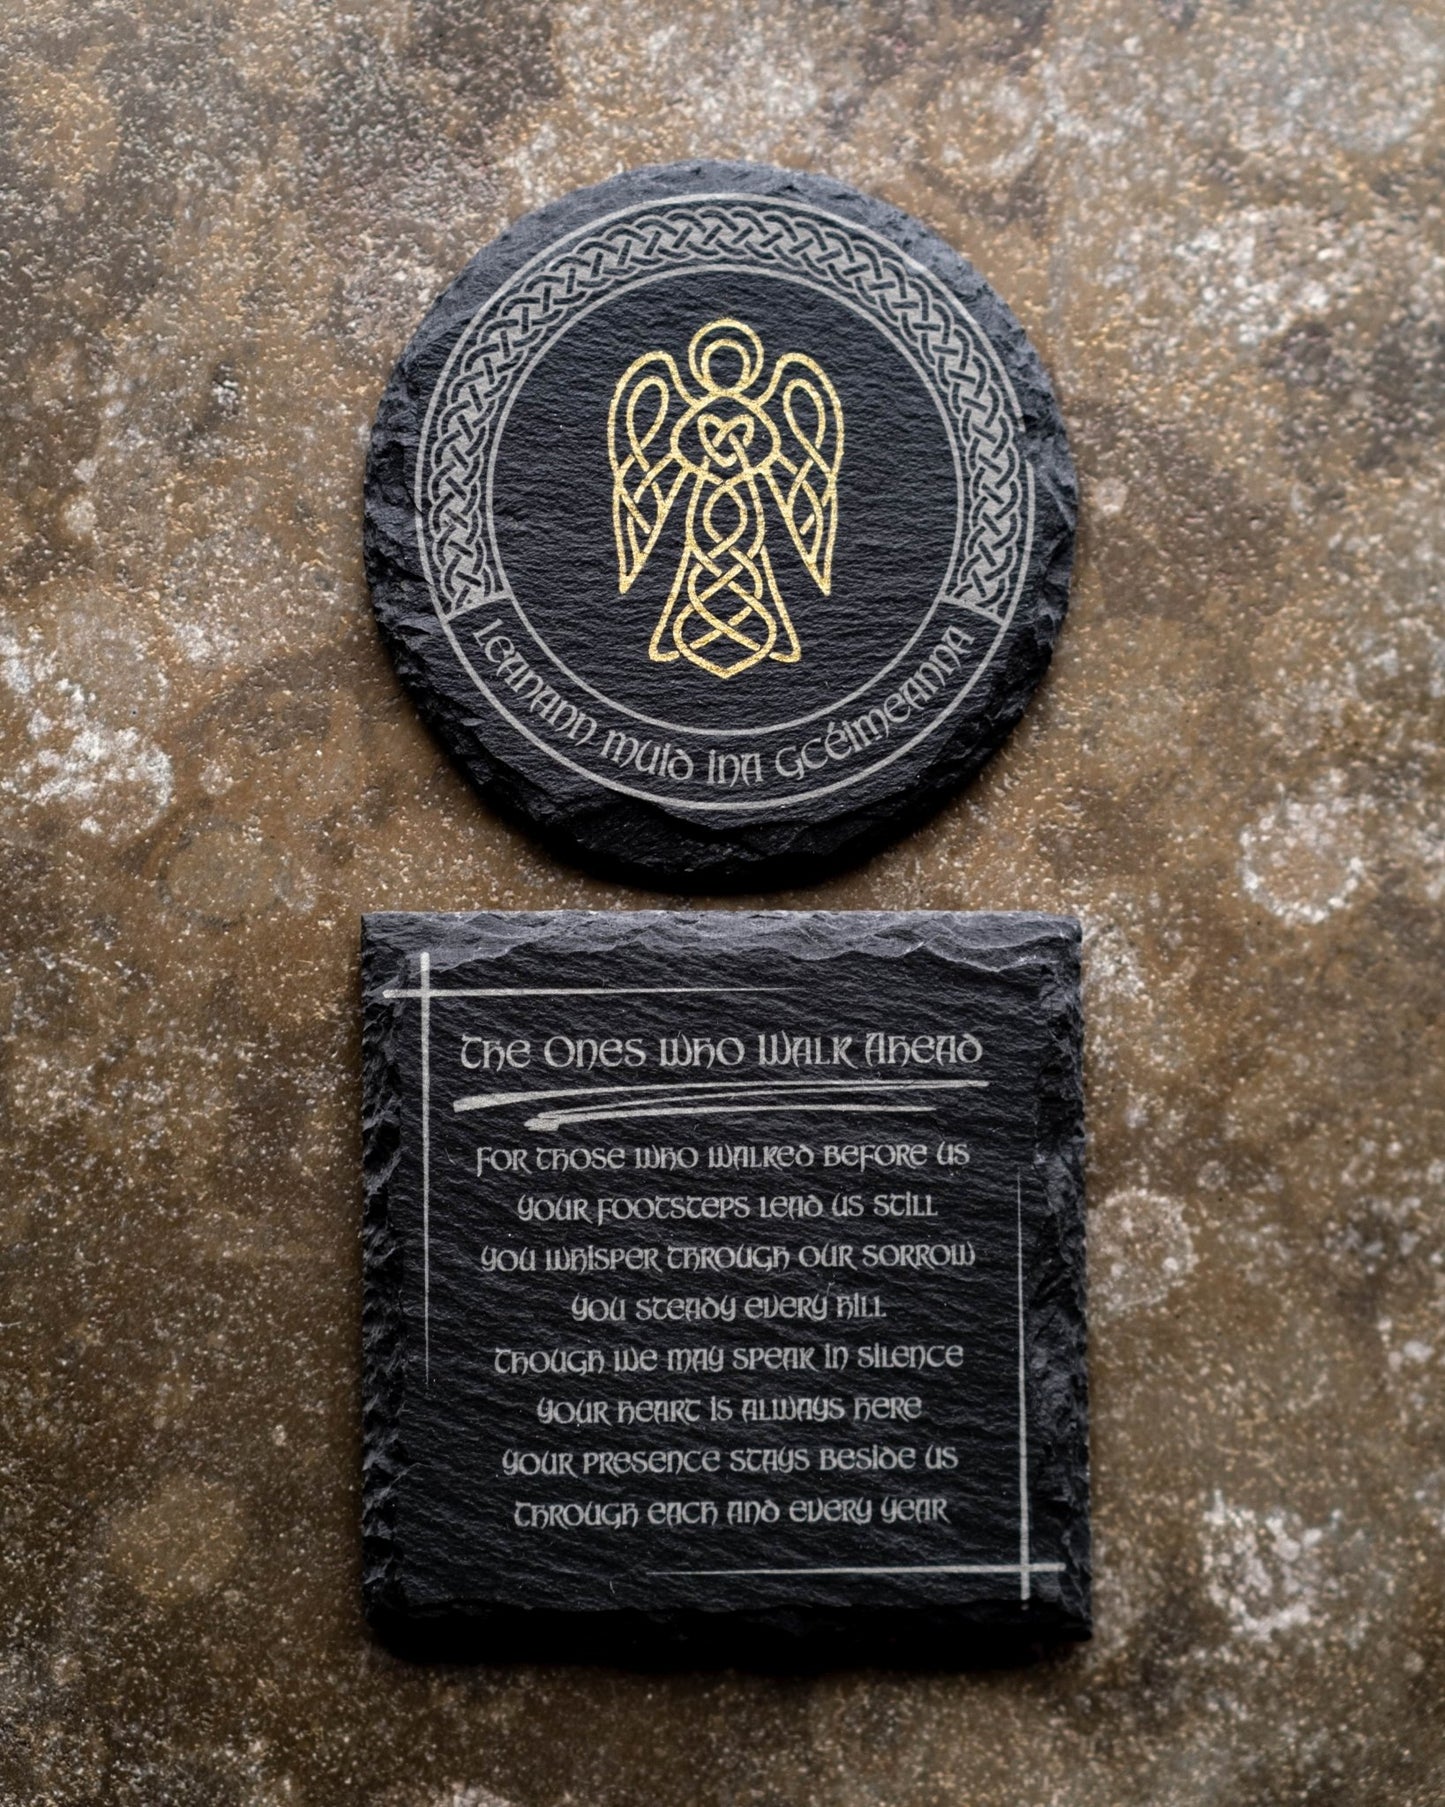 Leanann muid ina gcéimeanna
The Ones Who Walk Ahead
For those who walked before us
Your footsteps lead us still
You whisper through our sorrow
You steady every hill
Though we may speak in silence
Your heart is always here
Your presence stays beside us
Through each and every year